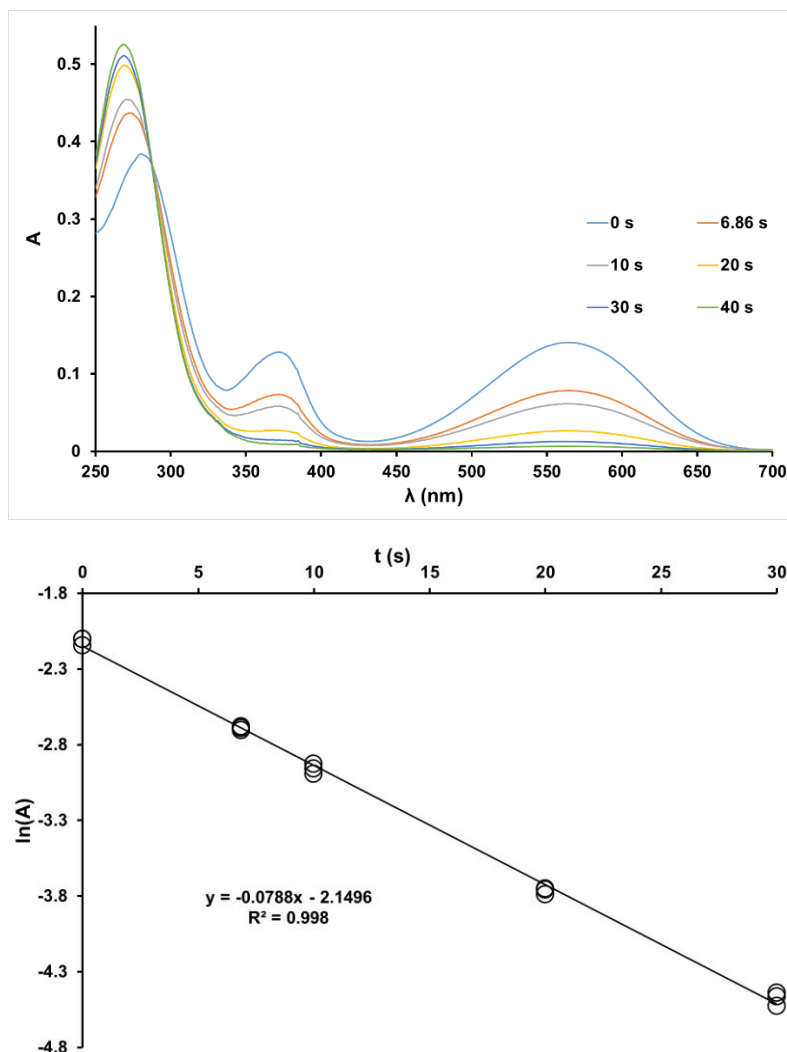 0.5
0.4
0.3
0.2
0.1
0
A
250 300 350 400 450 500 550 600 650 700
λ (nm)
0 s 6.86 s
10 s 20 s
30 s 40 s
t (s)
0 5 10 15 20 25 30
-1.8
-2.3
-2.8
-3.3
-3.8
-4.3
-4.8
ln(A)
y = -0.0788x - 2.1496
R² = 0.998